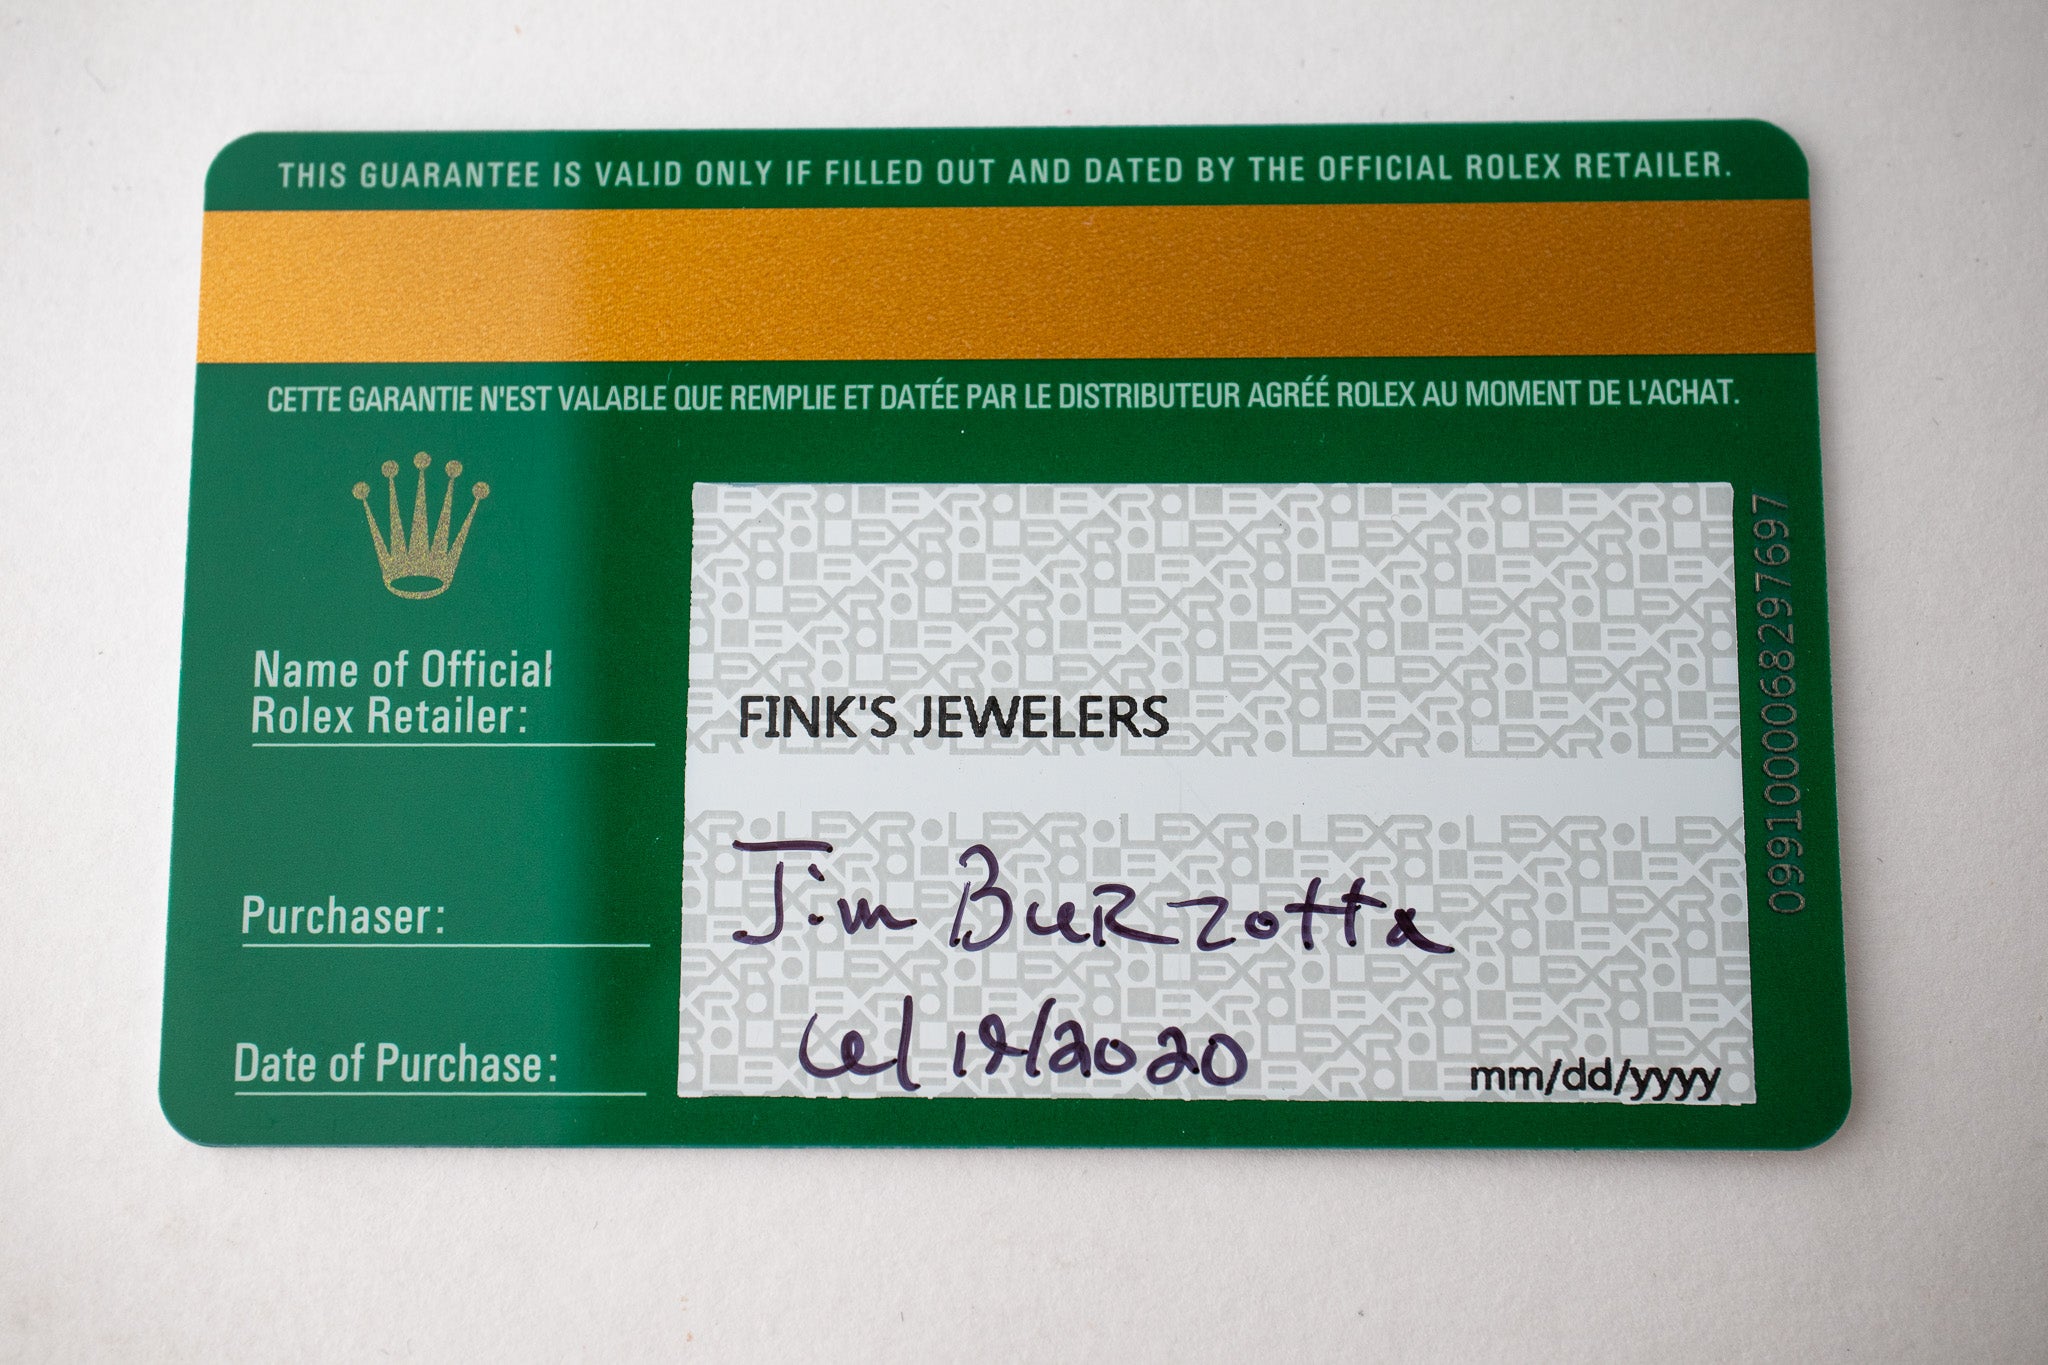 THIS GUARANTEE IS VALID ONLY IF FILLED OUT AND DATED BY THE OFFICIAL ROLEX RETAILER.
CETTE GARANTIE N'EST VALABLE QUE REMPLIE ET DATÉE PAR LE DISTRIBUTEUR AGRÉÉ ROLEX AU MOMENT DE L'ACHAT.
Name of Official
Rolex Retailer:
FINK'S JEWELERS
Purchaser:
Jim Burzotta
Date of Purchase:
mm/dd/yyyy
0991000068297697